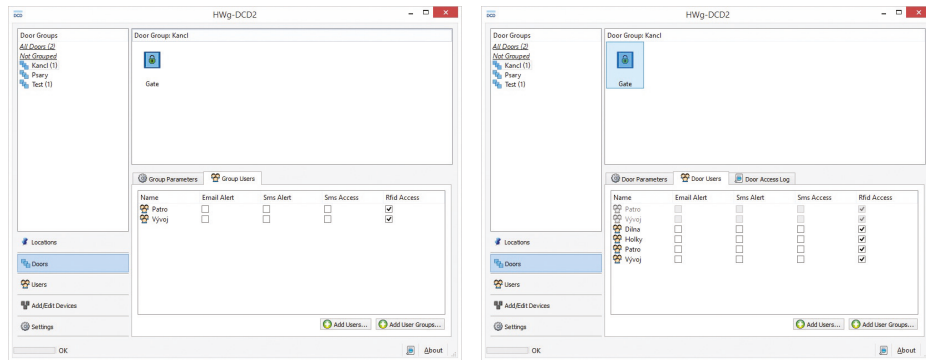 HWg-DCD2
Door Groups
All Doors (2)
Not Grouped
Kancl (1)
Psary
Test (1)
Locations
Doors
Users
Add/Edit Devices
Settings
Door Group: Kancl
Gate
Group Parameters Group Users
Name Email Alert Sms Alert Sms Access Rfid Access
Patro
Vývoj
Add Users... Add User Groups...
OK About
HWg-DCD2
Door Groups
All Doors (2)
Not Grouped
Kancl (1)
Psary
Test (1)
Locations
Doors
Users
Add/Edit Devices
Settings
Door Group: Kancl
Gate
Door Parameters Door Users Door Access Log
Name Email Alert Sms Alert Sms Access Rfid Access
Patro
Vývoj
Dílna
Holky
Patro
Vývoj
Add Users... Add User Groups...
OK About